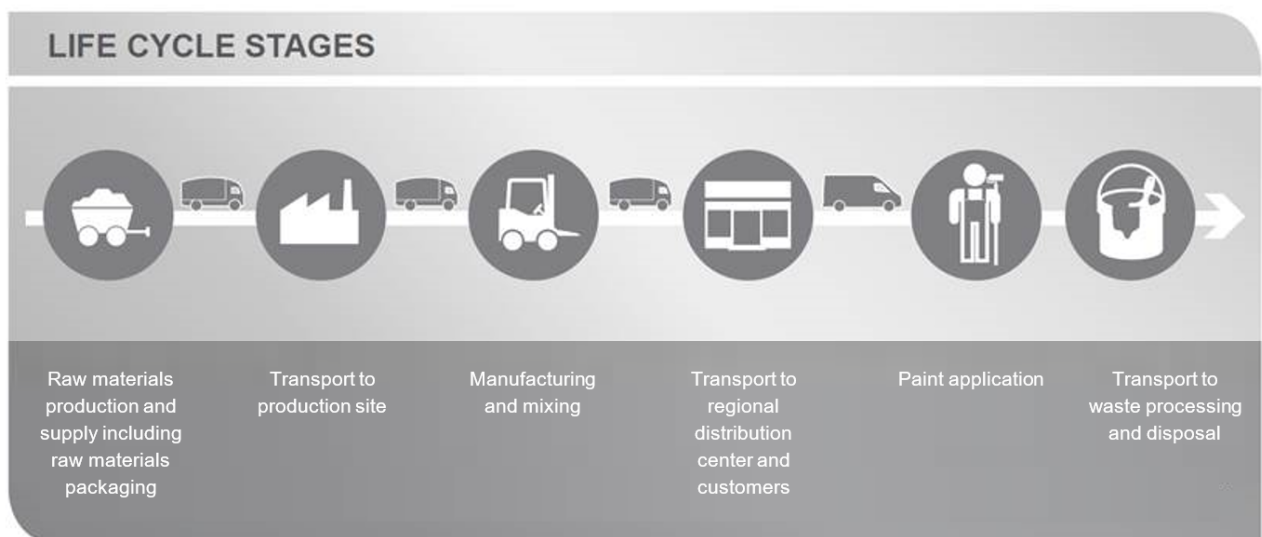 LIFE CYCLE STAGES
Raw materials
production and
supply including
raw materials
packaging
Transport to
production site
Manufacturing
and mixing
Transport to
regional
distribution
center and
customers
Paint application
Transport to
waste processing
and disposal